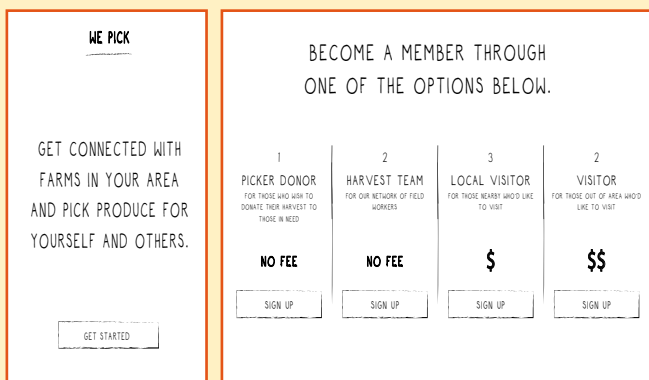 WE PICK
GET CONNECTED WITH
FARMS IN YOUR AREA
AND PICK PRODUCE FOR
YOURSELF AND OTHERS.
GET STARTED
BECOME A MEMBER THROUGH
ONE OF THE OPTIONS BELOW.
1
PICKER DONOR
FOR THOSE WHO WISH TO
DONATE THEIR HARVEST TO
THOSE IN NEED
NO FEE
SIGN UP
2
HARVEST TEAM
FOR OUR NETWORK OF FIELD
WORKERS
NO FEE
SIGN UP
3
LOCAL VISITOR
FOR THOSE NEARBY WHO'D LIKE
TO VISIT
$
SIGN UP
2
VISITOR
FOR THOSE OUT OF AREA WHO'D
LIKE TO VISIT
$$
SIGN UP